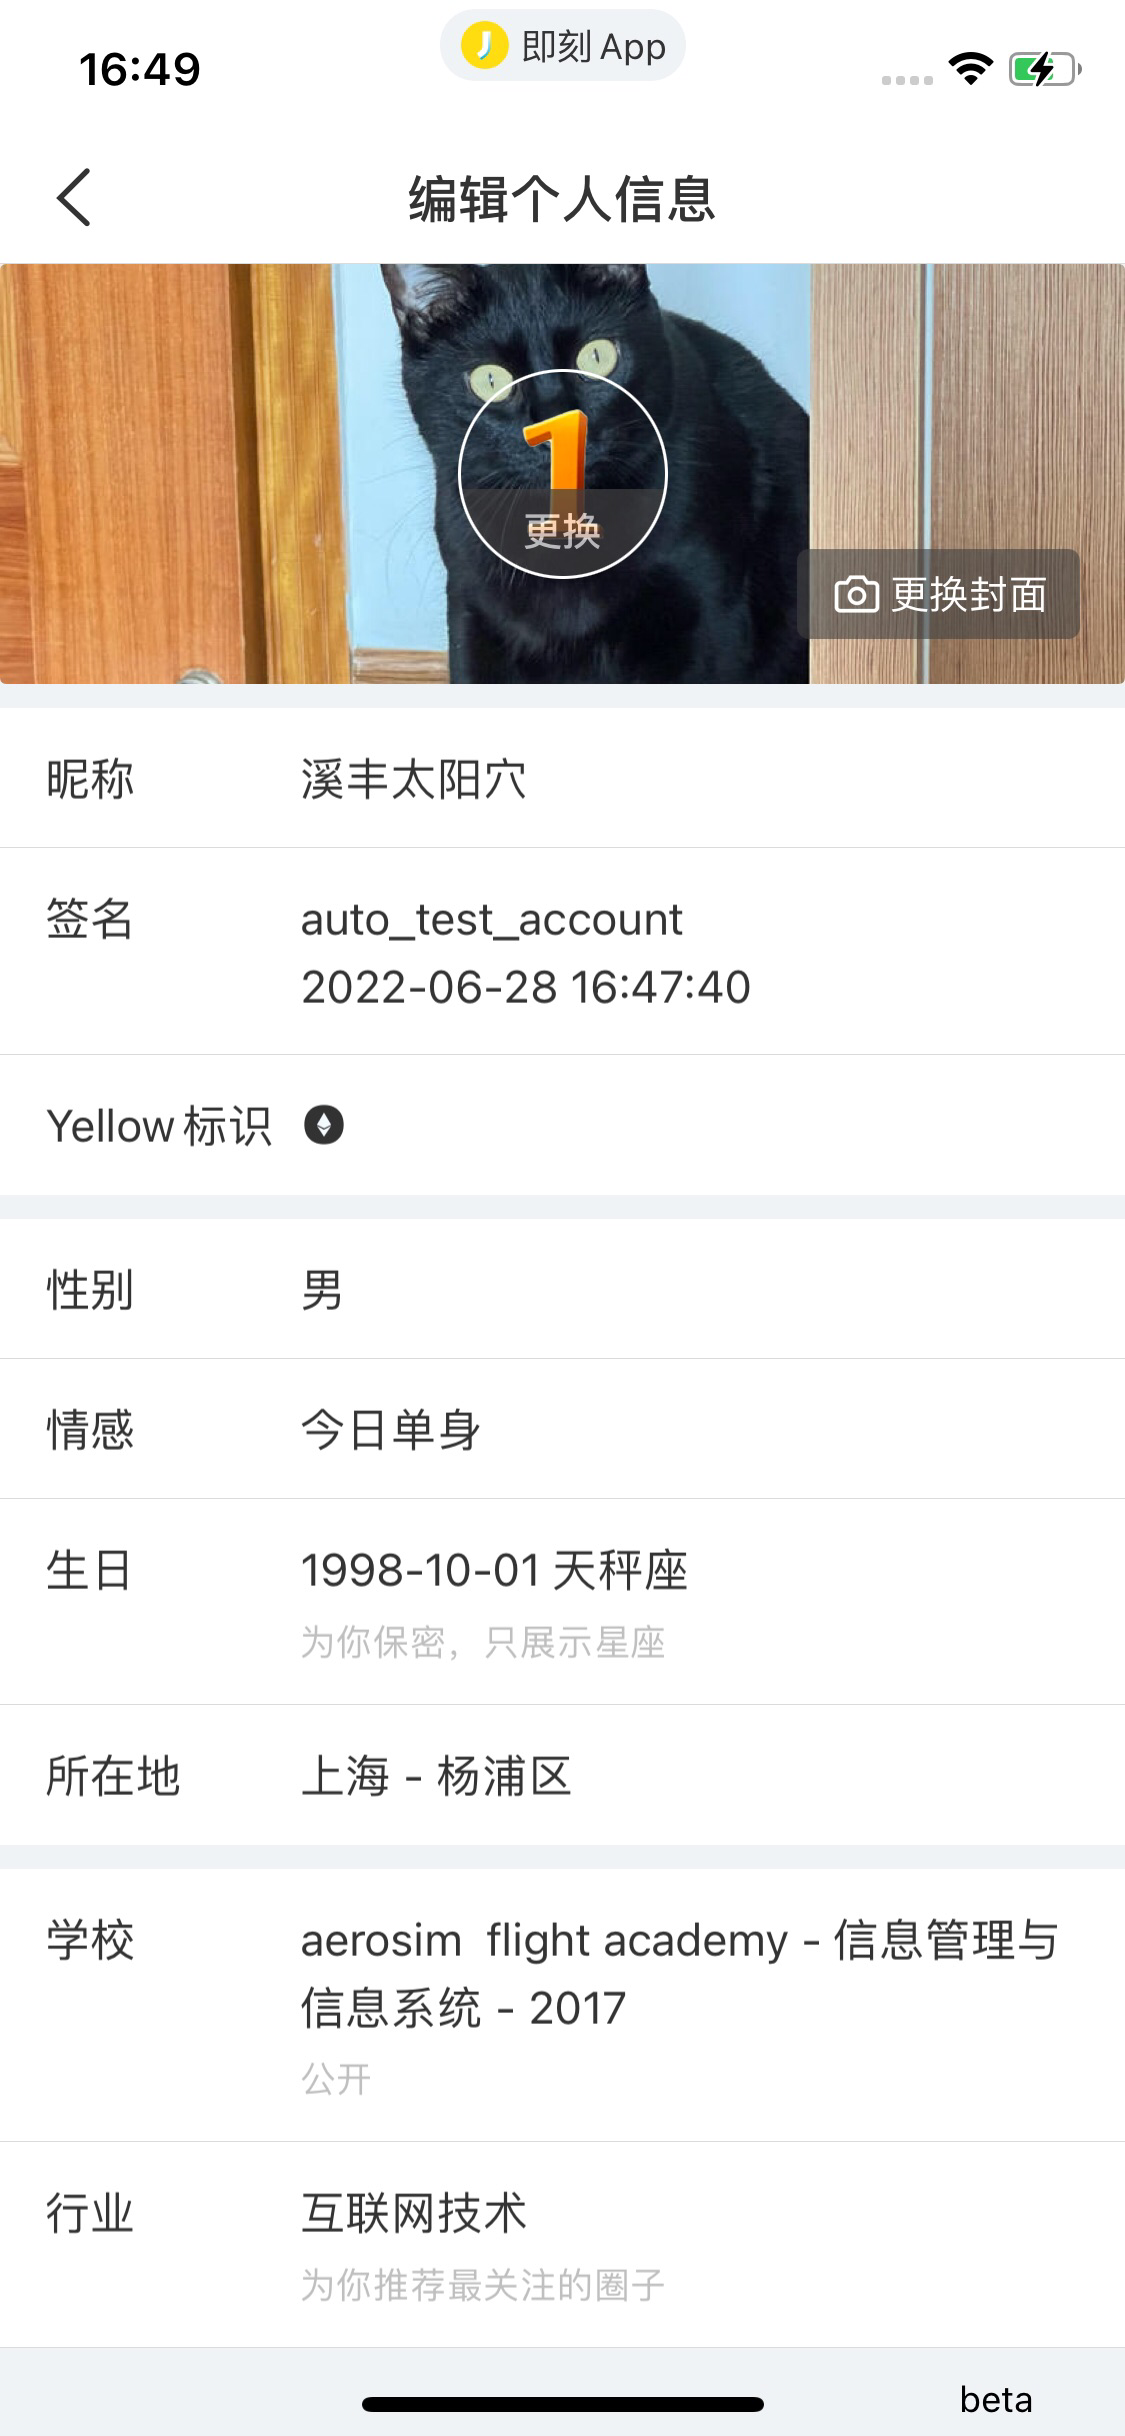 即刻 App
16:49
编辑个人信息
1
更换
更换封面
昵称 溪丰太阳穴
签名 auto_test_account
2022-06-28 16:47:40
Yellow 标识
性别 男
情感 今日单身
生日 1998-10-01 天秤座
为你保密，只展示星座
所在地 上海 - 杨浦区
学校 aerosim  flight academy - 信息管理与
信息系统 - 2017
公开
行业 互联网技术
为你推荐最关注的圈子
beta